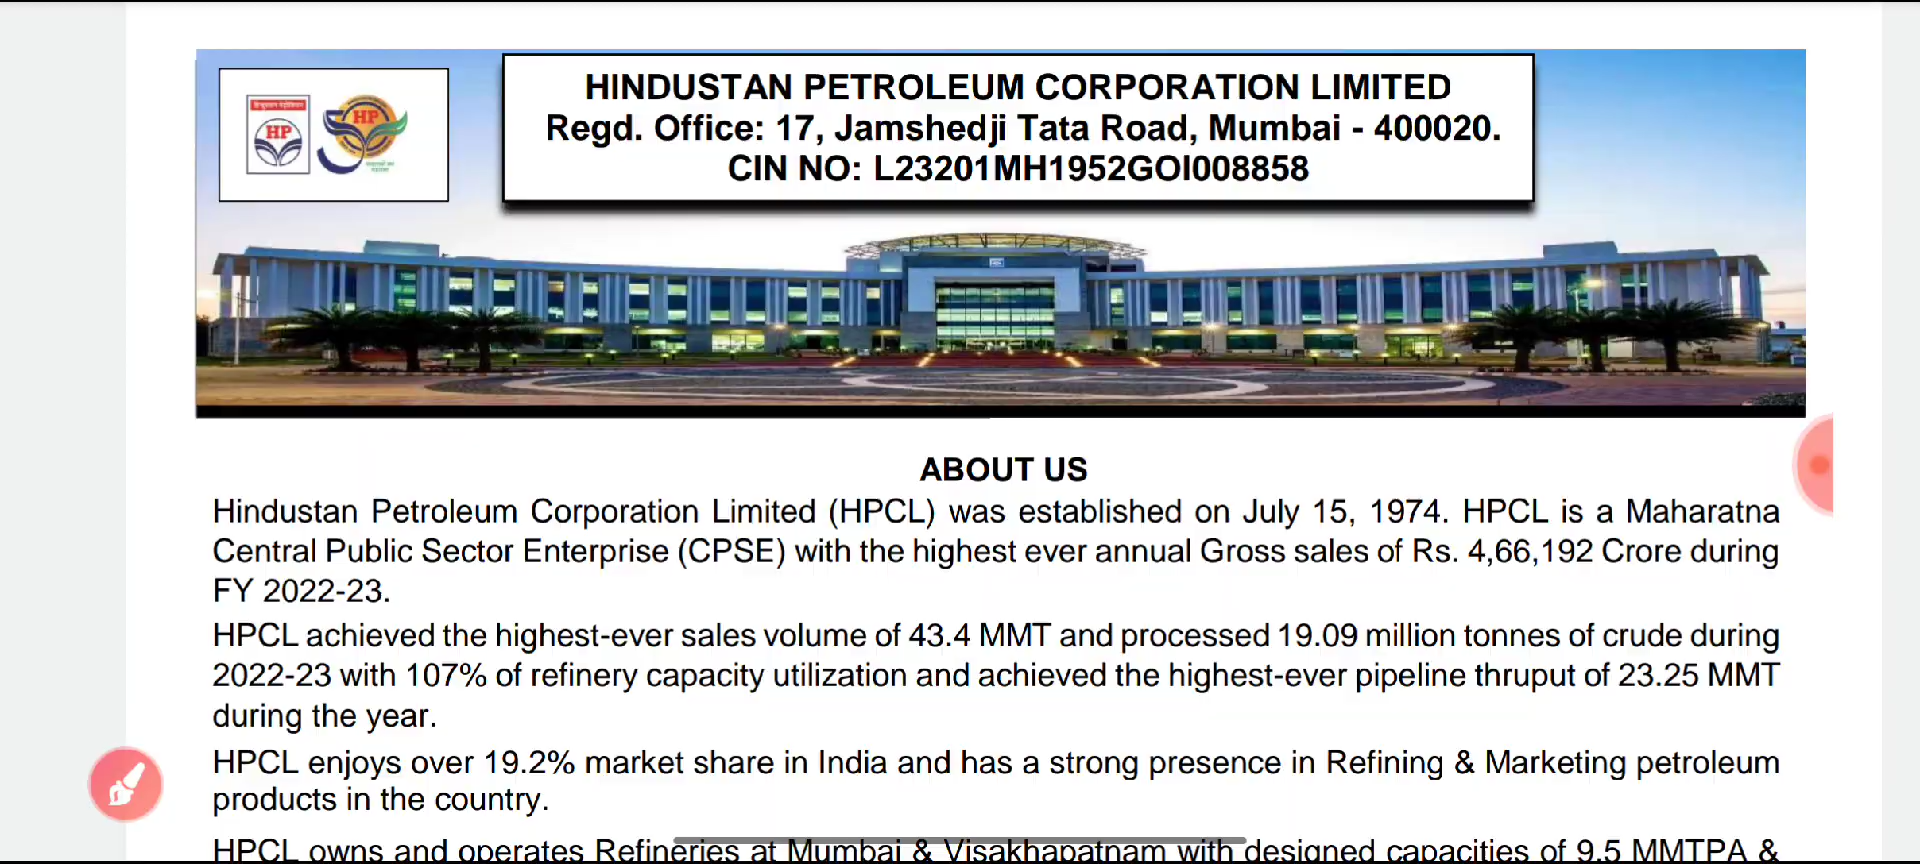 हिन्दुस्तान पेट्रोलियम
HP
HP
HINDUSTAN PETROLEUM CORPORATION LIMITED
Regd. Office: 17, Jamshedji Tata Road, Mumbai - 400020.
CIN NO: L23201MH1952GOI008858
ABOUT US
Hindustan Petroleum Corporation Limited (HPCL) was established on July 15, 1974. HPCL is a Maharatna
Central Public Sector Enterprise (CPSE) with the highest ever annual Gross sales of Rs. 4,66,192 Crore during
FY 2022-23.
HPCL achieved the highest-ever sales volume of 43.4 MMT and processed 19.09 million tonnes of crude during
2022-23 with 107% of refinery capacity utilization and achieved the highest-ever pipeline thruput of 23.25 MMT
during the year.
HPCL enjoys over 19.2% market share in India and has a strong presence in Refining & Marketing petroleum
products in the country.
HPCL owns and operates Refineries at Mumbai & Visakhapatnam with designed capacities of 9.5 MMTPA &